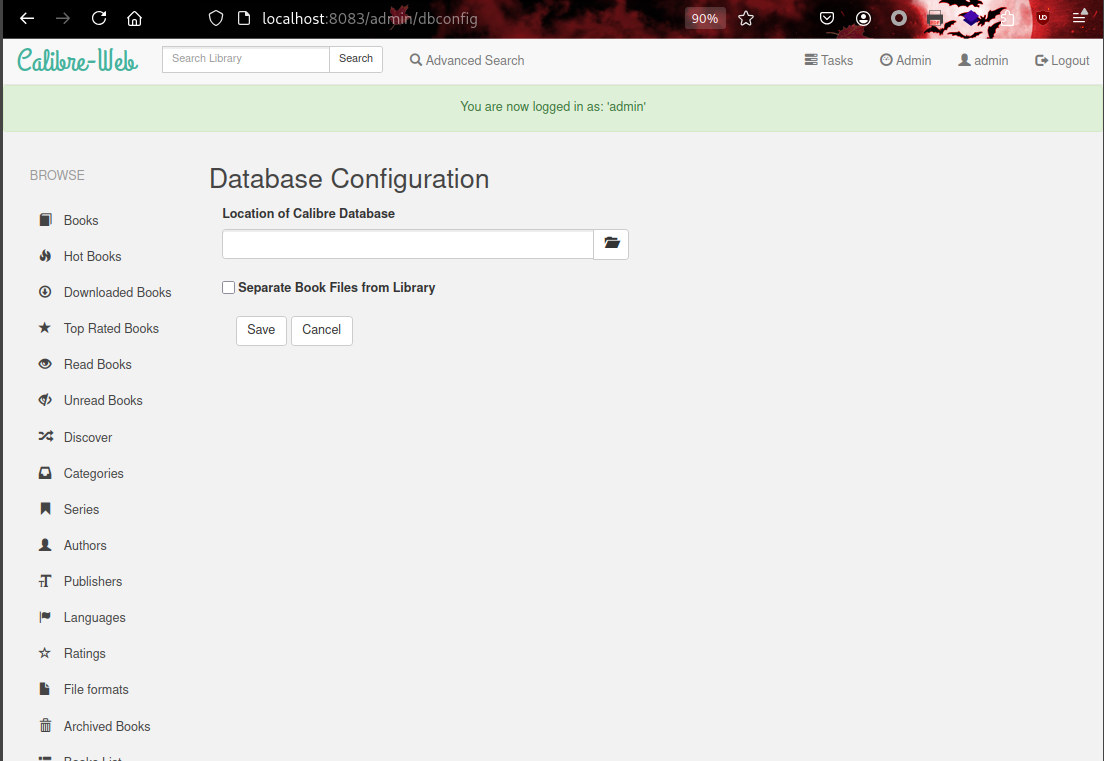 localhost:8083/admin/dbconfig
90%
Calibre-Web
Search Library
Search
Advanced Search
Tasks
Admin
admin
Logout
You are now logged in as: 'admin'
BROWSE
Books
Hot Books
Downloaded Books
Top Rated Books
Read Books
Unread Books
Discover
Categories
Series
Authors
Publishers
Languages
Ratings
File formats
Archived Books
Books List
Database Configuration
Location of Calibre Database
Separate Book Files from Library
Save
Cancel